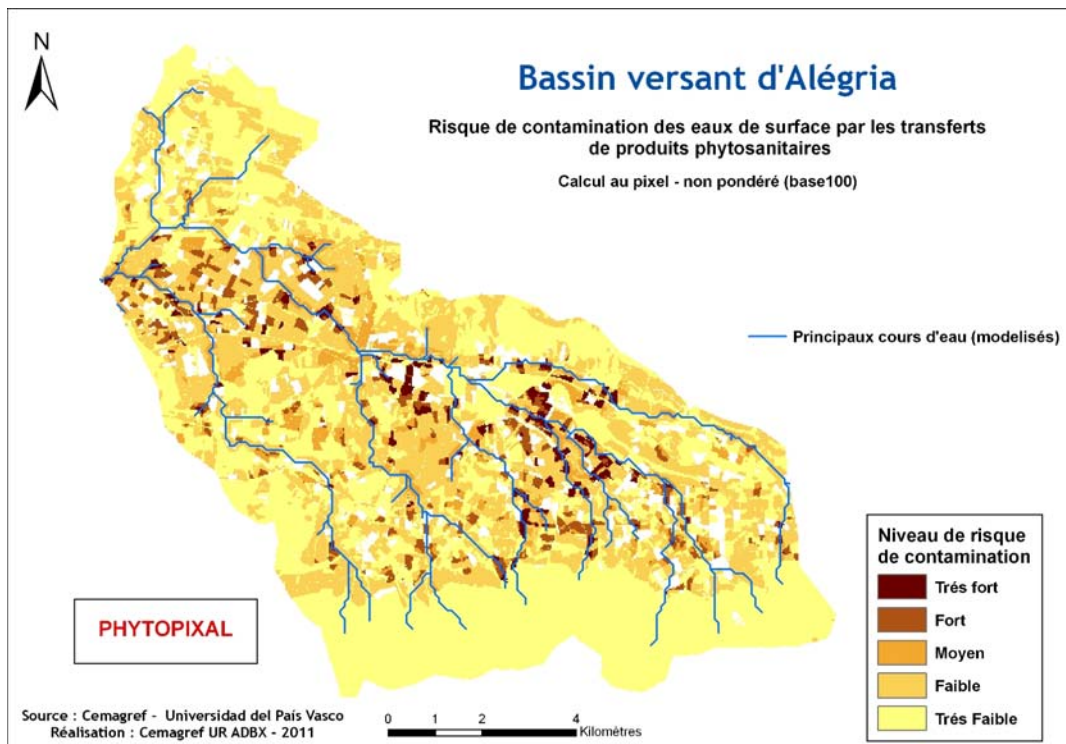 N
Bassin versant d'Alégria
Risque de contamination des eaux de surface par les transferts
de produits phytosanitaires
Calcul au pixel - non pondéré (base100)
Principaux cours d'eau (modelisés)
Niveau de risque
de contamination
Trés fort
Fort
Moyen
Faible
Trés Faible
PHYTOPIXAL
Source : Cemagref - Universidad del País Vasco
Réalisation : Cemagref UR ADBX - 2011
0 1 2 4
Kilomètres